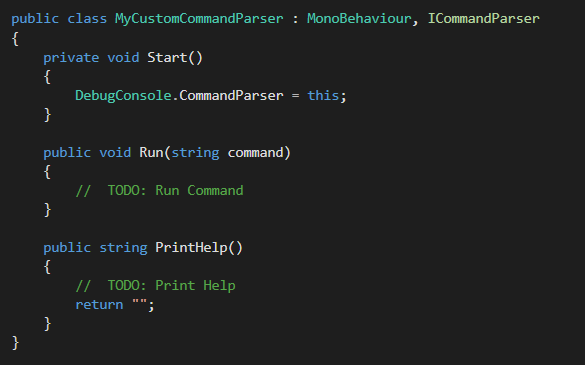 public class MyCustomCommandParser : MonoBehaviour, ICommandParser
{
    private void Start()
    {
        DebugConsole.CommandParser = this;
    }

    public void Run(string command)
    {
        //  TODO: Run Command
    }

    public string PrintHelp()
    {
        //  TODO: Print Help
        return "";
    }
}